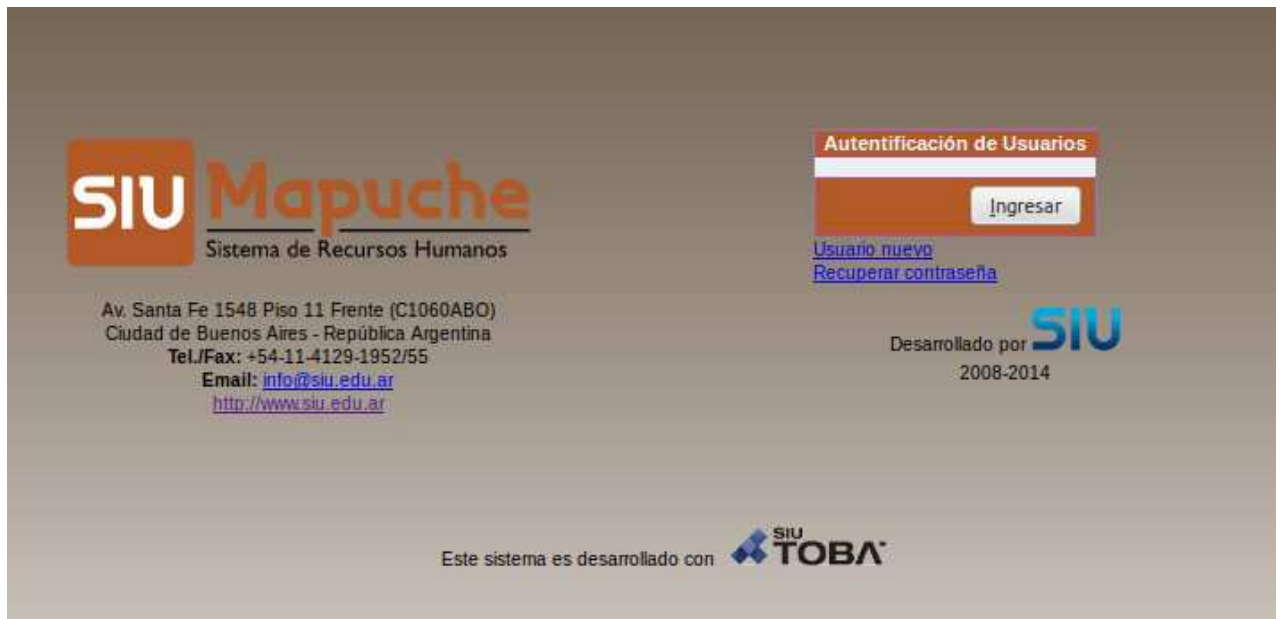 SIU Mapuche
Sistema de Recursos Humanos
Av. Santa Fe 1548 Piso 11 Frente (C1060ABO)
Ciudad de Buenos Aires - República Argentina
Tel./Fax: +54-11-4129-1952/55
Email: info@siu.edu.ar
http://www.siu.edu.ar
Autentificación de Usuarios
Ingresar
Usuario nuevo
Recuperar contraseña
Desarrollado por SIU
2008-2014
Este sistema es desarrollado con SIU TOBA